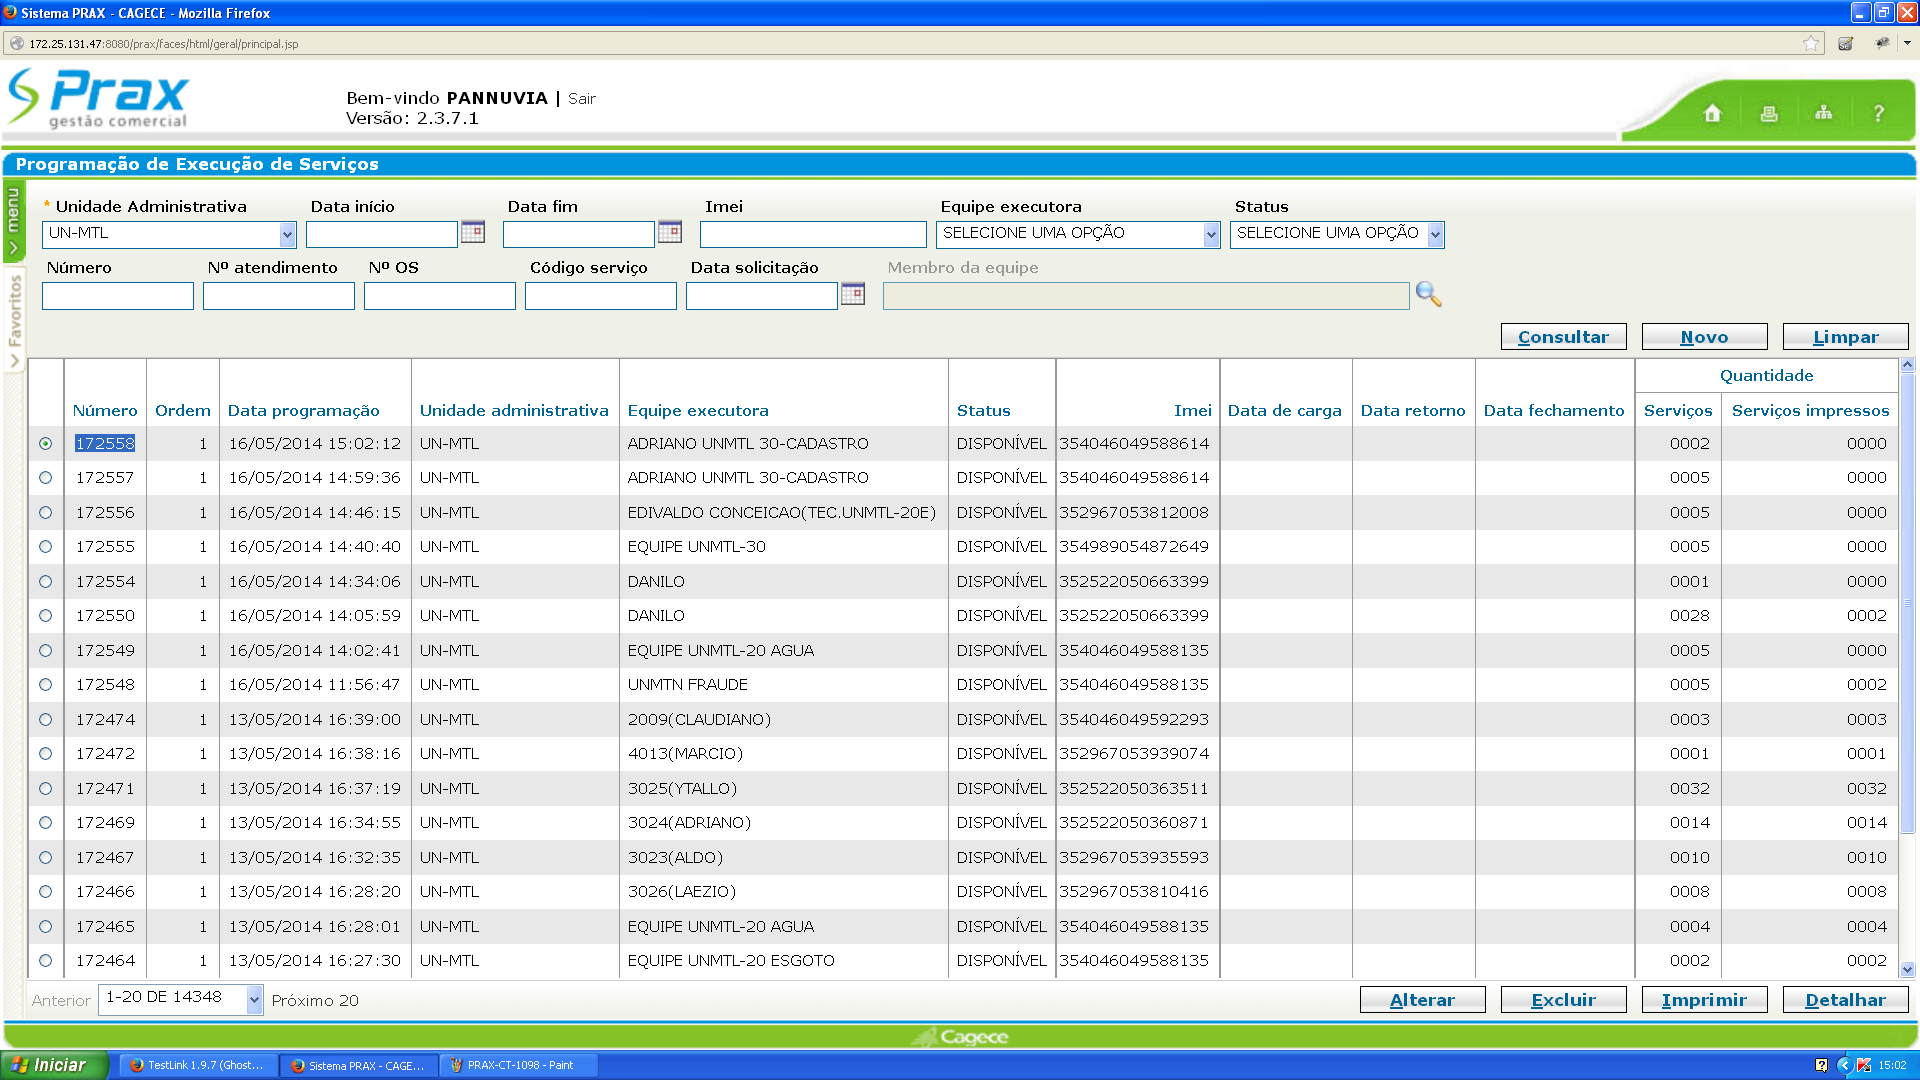 Sistema PRAX - CAGECE - Mozilla Firefox
172.25.131.47:8080/prax/faces/html/geral/principal.jsp
Prax
gestão comercial
Bem-vindo PANNUVIA | Sair
Versão: 2.3.7.1
?
Programação de Execução de Serviços
menu
Favoritos
* Unidade Administrativa Data início Data fim Imei Equipe executora Status
UN-MTL SELECIONE UMA OPÇÃO SELECIONE UMA OPÇÃO
Número Nº atendimento Nº OS Código serviço Data solicitação Membro da equipe
Consultar Novo Limpar
Quantidade
Número Ordem Data programação Unidade administrativa Equipe executora Status Imei Data de carga Data retorno Data fechamento Serviços Serviços impressos
172558 1 16/05/2014 15:02:12 UN-MTL ADRIANO UNMTL 30-CADASTRO DISPONÍVEL 354046049588614 0002 0000
172557 1 16/05/2014 14:59:36 UN-MTL ADRIANO UNMTL 30-CADASTRO DISPONÍVEL 354046049588614 0005 0000
172556 1 16/05/2014 14:46:15 UN-MTL EDIVALDO CONCEICAO(TEC.UNMTL-20E) DISPONÍVEL 352967053812008 0005 0000
172555 1 16/05/2014 14:40:40 UN-MTL EQUIPE UNMTL-30 DISPONÍVEL 354989054872649 0005 0000
172554 1 16/05/2014 14:34:06 UN-MTL DANILO DISPONÍVEL 352522050663399 0001 0000
172550 1 16/05/2014 14:05:59 UN-MTL DANILO DISPONÍVEL 352522050663399 0028 0002
172549 1 16/05/2014 14:02:41 UN-MTL EQUIPE UNMTL-20 AGUA DISPONÍVEL 354046049588135 0005 0000
172548 1 16/05/2014 11:56:47 UN-MTL UNMTN FRAUDE DISPONÍVEL 354046049588135 0005 0002
172474 1 13/05/2014 16:39:00 UN-MTL 2009(CLAUDIANO) DISPONÍVEL 354046049592293 0003 0003
172472 1 13/05/2014 16:38:16 UN-MTL 4013(MARCIO) DISPONÍVEL 352967053939074 0001 0001
172471 1 13/05/2014 16:37:19 UN-MTL 3025(YTALLO) DISPONÍVEL 352522050363511 0032 0032
172469 1 13/05/2014 16:34:55 UN-MTL 3024(ADRIANO) DISPONÍVEL 352522050360871 0014 0014
172467 1 13/05/2014 16:32:35 UN-MTL 3023(ALDO) DISPONÍVEL 352967053935593 0010 0010
172466 1 13/05/2014 16:28:20 UN-MTL 3026(LAEZIO) DISPONÍVEL 352967053810416 0008 0008
172465 1 13/05/2014 16:28:01 UN-MTL EQUIPE UNMTL-20 AGUA DISPONÍVEL 354046049588135 0004 0004
172464 1 13/05/2014 16:27:30 UN-MTL EQUIPE UNMTL-20 ESGOTO DISPONÍVEL 354046049588135 0002 0002
Anterior 1-20 DE 14348 Próximo 20
Alterar Excluir Imprimir Detalhar
Cagece
Iniciar TestLink 1.9.7 (Ghost... Sistema PRAX - CAGE... PRAX-CT-1098 - Paint 15:02